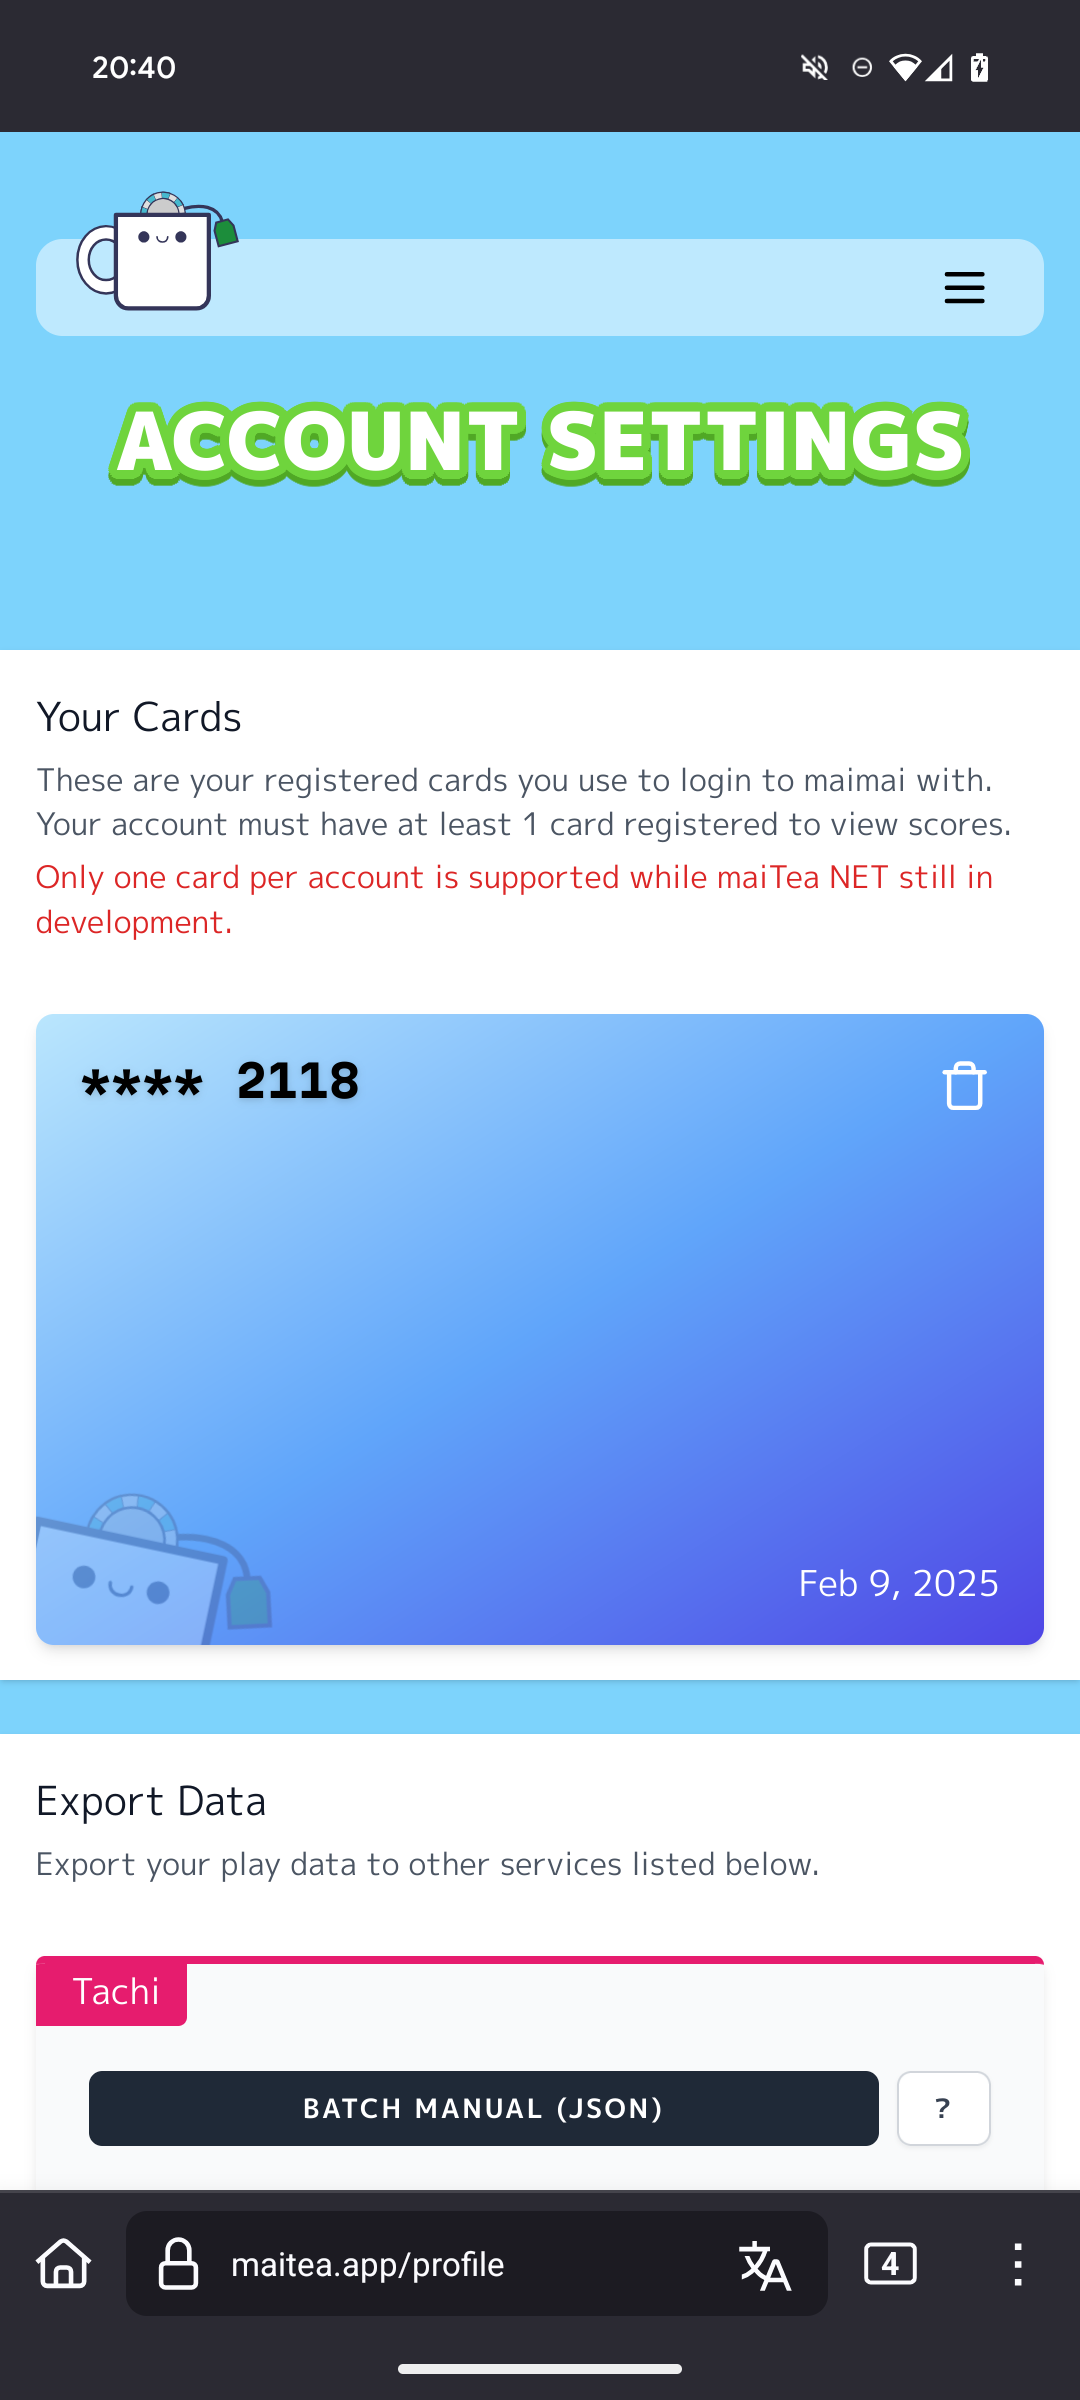 20:40
ACCOUNT SETTINGS
Your Cards
These are your registered cards you use to login to maimai with.
Your account must have at least 1 card registered to view scores.
Only one card per account is supported while maiTea NET still in
development.
**** 2118
Feb 9, 2025
Export Data
Export your play data to other services listed below.
Tachi
BATCH MANUAL (JSON)
?
maitea.app/profile
4